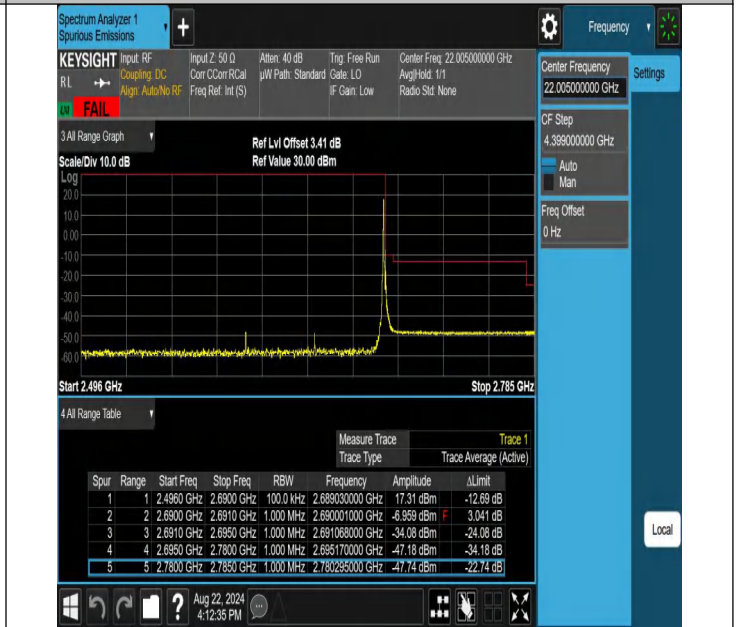 Spectrum Analyzer 1
Spurious Emissions
+
Frequency
KEYSIGHT Input: RF Input Z: 50 Ω Atten: 40 dB Trig: Free Run Center Freq: 22.005000000 GHz
RL Coupling: DC Corr CCorr RCal µW Path: Standard Gate: LO Avg|Hold: 1/1
Align: Auto/No RF Freq Ref: Int (S) IF Gain: Low Radio Std: None
FAIL
Center Frequency
22.005000000 GHz
Settings
CF Step
4.399000000 GHz
Auto
Man
Freq Offset
0 Hz
3 All Range Graph
Ref Lvl Offset 3.41 dB
Scale/Div 10.0 dB Ref Value 30.00 dBm
Log
20.0
10.0
0.00
-10.0
-20.0
-30.0
-40.0
-50.0
-60.0
Start 2.496 GHz Stop 2.785 GHz
4 All Range Table
Measure Trace Trace 1
Trace Type Trace Average (Active)
Spur Range Start Freq Stop Freq RBW Frequency Amplitude ΔLimit
1 1 2.4960 GHz 2.6900 GHz 100.0 kHz 2.689030000 GHz 17.31 dBm -12.69 dB
2 2 2.6900 GHz 2.6910 GHz 1.000 MHz 2.690001000 GHz -6.959 dBm F 3.041 dB
3 3 2.6910 GHz 2.6950 GHz 1.000 MHz 2.691068000 GHz -34.08 dBm -24.08 dB
4 4 2.6950 GHz 2.7800 GHz 1.000 MHz 2.695170000 GHz -47.18 dBm -34.18 dB
5 5 2.7800 GHz 2.7850 GHz 1.000 MHz 2.780295000 GHz -47.74 dBm -22.74 dB
Local
?
Aug 22, 2024
4:12:35 PM